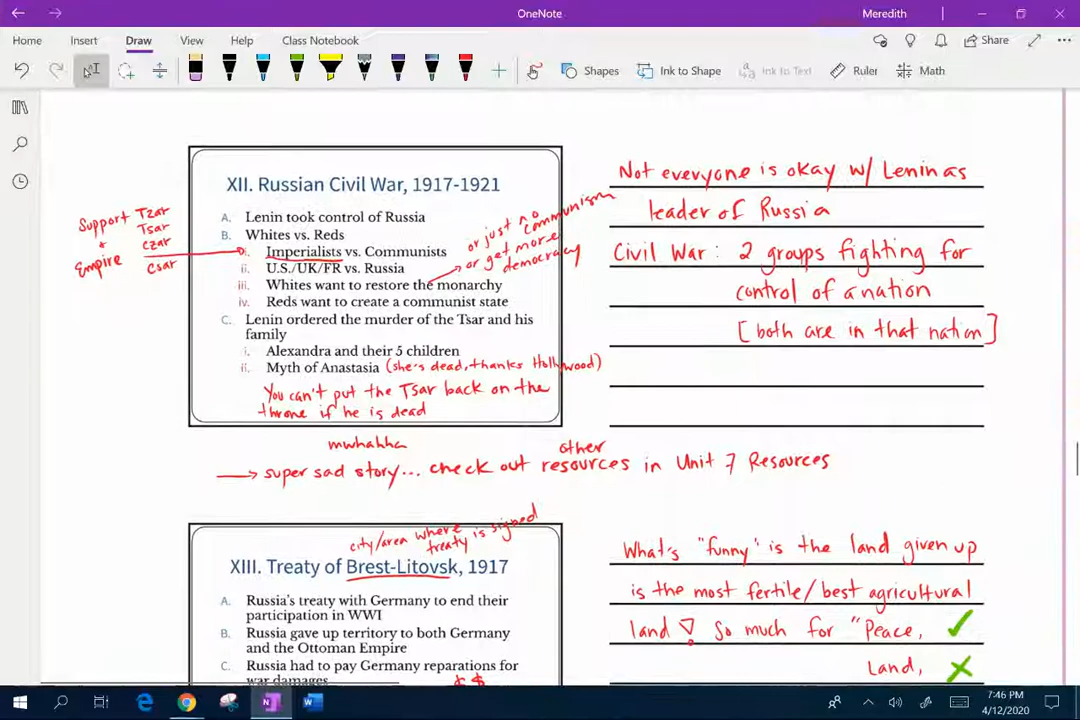 OneNote
Meredith
Home
Insert
Draw
View
Help
Class Notebook
Share
Shapes
Ink to Shape
Ink to Text
Ruler
Math
XII. Russian Civil War, 1917-1921
A. Lenin took control of Russia
B. Whites vs. Reds
i. Imperialists vs. Communists
ii. U.S./UK/FR vs. Russia
iii. Whites want to restore the monarchy
iv. Reds want to create a communist state
C. Lenin ordered the murder of the Tsar and his
family
i. Alexandra and their 5 children
ii. Myth of Anastasia (she's dead, thanks Hollywood)
You can't put the Tsar back on the
throne if he is dead
Support Tzar
Tsar
+
Czar
Empire
Csar
or just no
communism
or get more
democracy
Not everyone is okay w/ Lenin as
leader of Russia
Civil War: 2 groups fighting for
control of a nation
[both are in that nation]
mwhahha
other
super sad story... check out resources in Unit 7 Resources
city/area where
treaty is signed
XIII. Treaty of Brest-Litovsk, 1917
A. Russia's treaty with Germany to end their
participation in WWI
B. Russia gave up territory to both Germany
and the Ottoman Empire
C. Russia had to pay Germany reparations for
war damages
$ $
What's "funny" is the land given up
is the most fertile/best agricultural
land ! So much for "Peace,
Land,
7:46 PM
4/12/2020